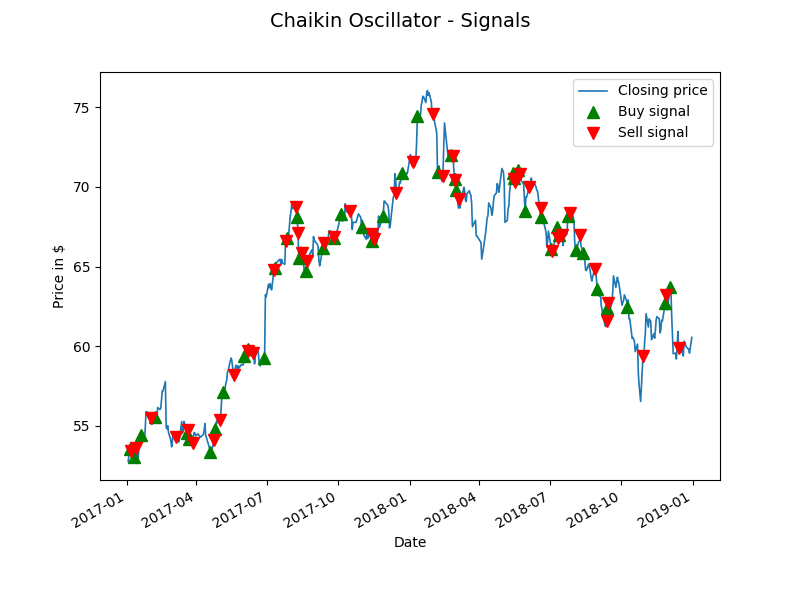 Chaikin Oscillator - Signals
Closing price
Buy signal
Sell signal
Price in $
75
70
65
60
55
2017-01
2017-04
2017-07
2017-10
2018-01
2018-04
2018-07
2018-10
2019-01
Date